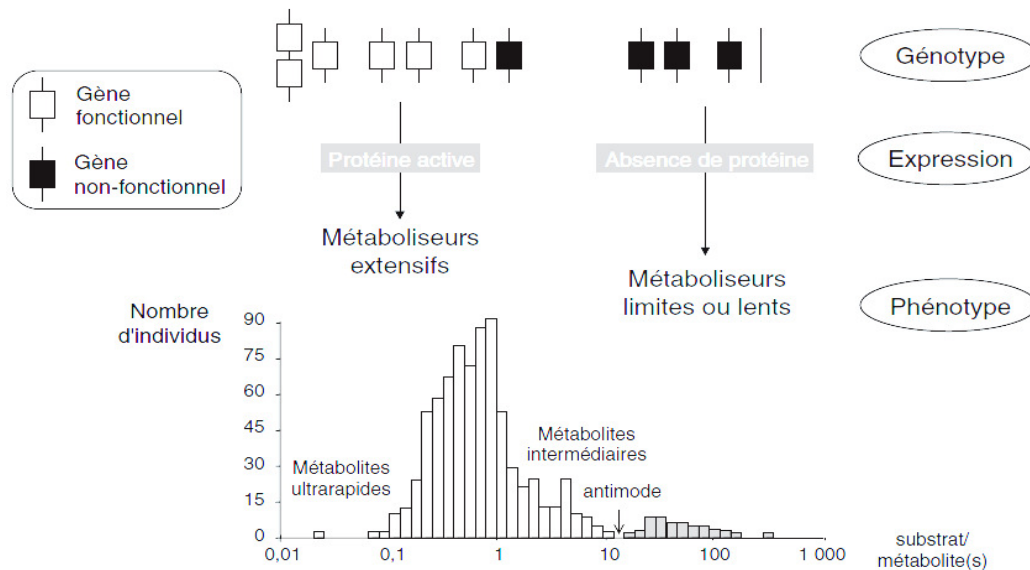 Génotype
Gène
fonctionnel
Gène
non-fonctionnel
Protéine active
Absence de protéine
Expression
Métaboliseurs
extensifs
Métaboliseurs
limites ou lents
Phénotype
Nombre
d'individus
90
75
60
45
30
15
0
Métabolites
ultrarapides
Métabolites
intermédiaires
antimode
0,01
0,1
1
10
100
1 000
substrat/
métabolite(s)